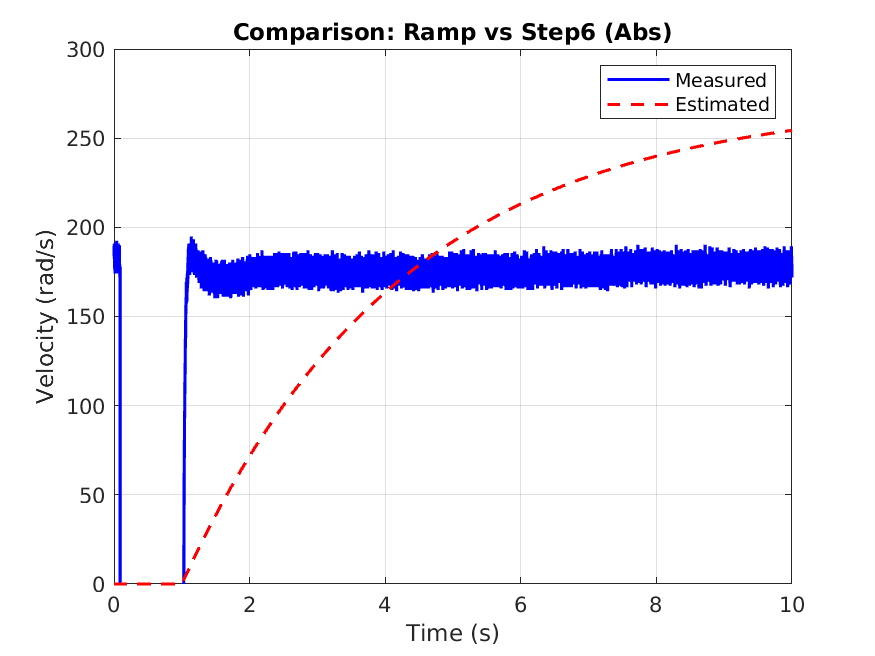 Comparison: Ramp vs Step6 (Abs)
300
250
200
150
100
50
0
Velocity (rad/s)
Measured
Estimated
0 2 4 6 8 10
Time (s)